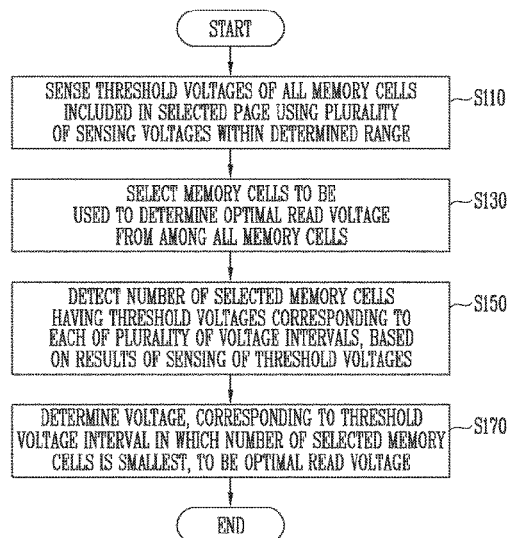 START
SENSE THRESHOLD VOLTAGES OF ALL MEMORY CELLS
INCLUDED IN SELECTED PAGE USING PLURALITY
OF SENSING VOLTAGES WITHIN DETERMINED RANGE
S110
SELECT MEMORY CELLS TO BE
USED TO DETERMINE OPTIMAL READ VOLTAGE
FROM AMONG ALL MEMORY CELLS
S130
DETECT NUMBER OF SELECTED MEMORY CELLS
HAVING THRESHOLD VOLTAGES CORRESPONDING TO
EACH OF PLURALITY OF VOLTAGE INTERVALS, BASED
ON RESULTS OF SENSING OF THRESHOLD VOLTAGES
S150
DETERMINE VOLTAGE, CORRESPONDING TO THRESHOLD
VOLTAGE INTERVAL IN WHICH NUMBER OF SELECTED MEMORY
CELLS IS SMALLEST, TO BE OPTIMAL READ VOLTAGE
S170
END